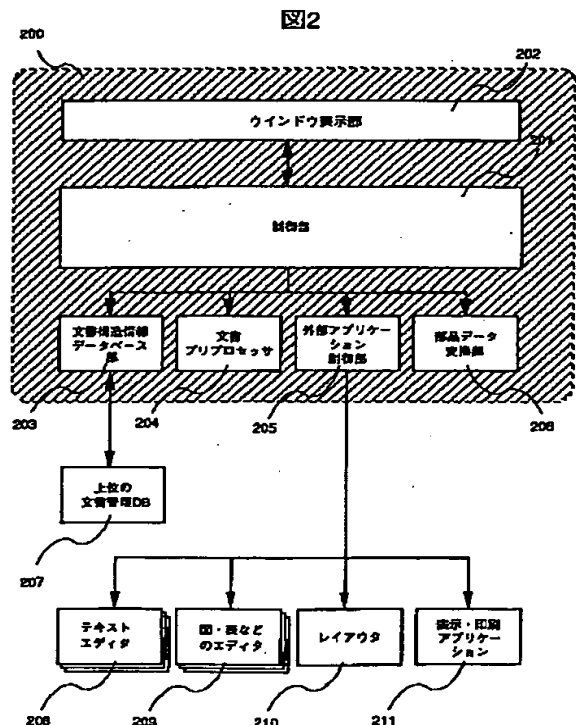 図2
200
202
ウインドウ表示部
201
制御部
文書構造情報
データベース
部
文書
プリプロセッサ
外部アプリケー
ション
制御部
部品データ
変換部
203
204
205
206
上位の
文書管理DB
207
テキスト
エディタ
図・表など
のエディタ
レイアウタ
表示・印刷
アプリケー
ション
208
209
210
211